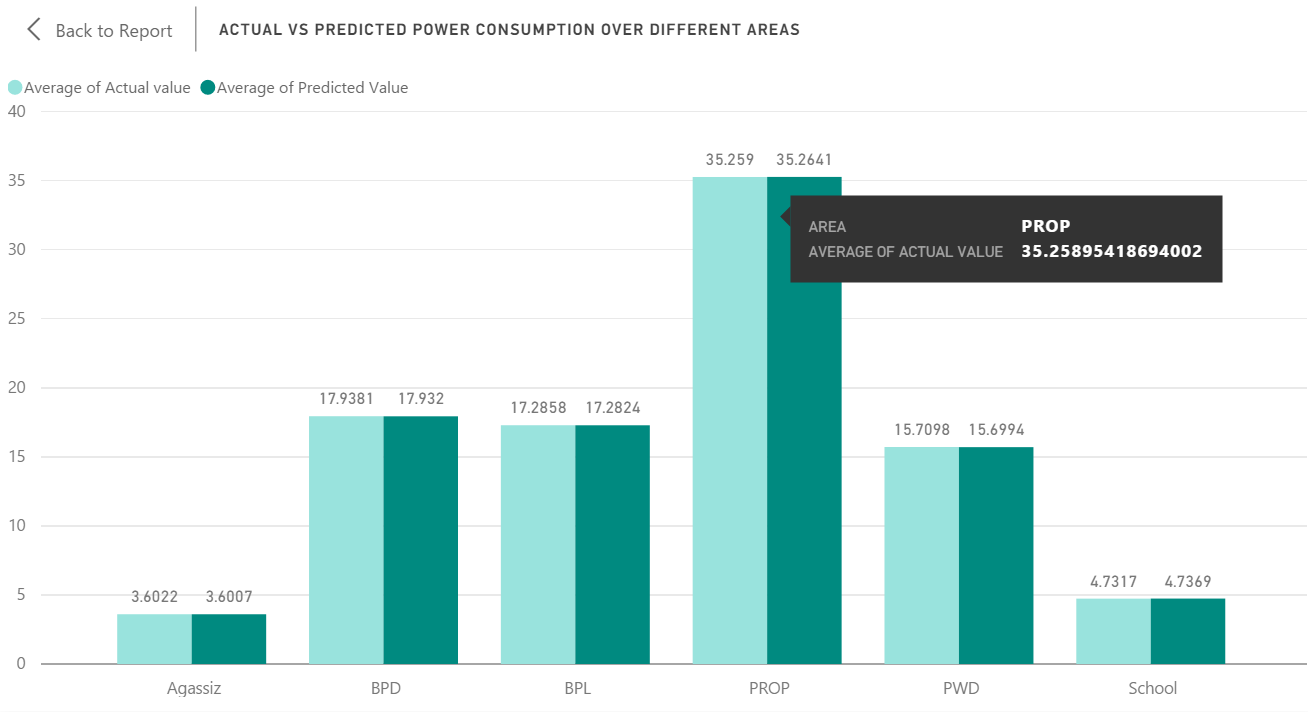 Back to Report
ACTUAL VS PREDICTED POWER CONSUMPTION OVER DIFFERENT AREAS
Average of Actual value Average of Predicted Value
40
35
30
25
20
15
10
5
0
3.6022 3.6007
17.9381 17.932
17.2858 17.2824
35.259 35.2641
15.7098 15.6994
4.7317 4.7369
AREA PROP
AVERAGE OF ACTUAL VALUE 35.25895418694002
Agassiz BPD BPL PROP PWD School